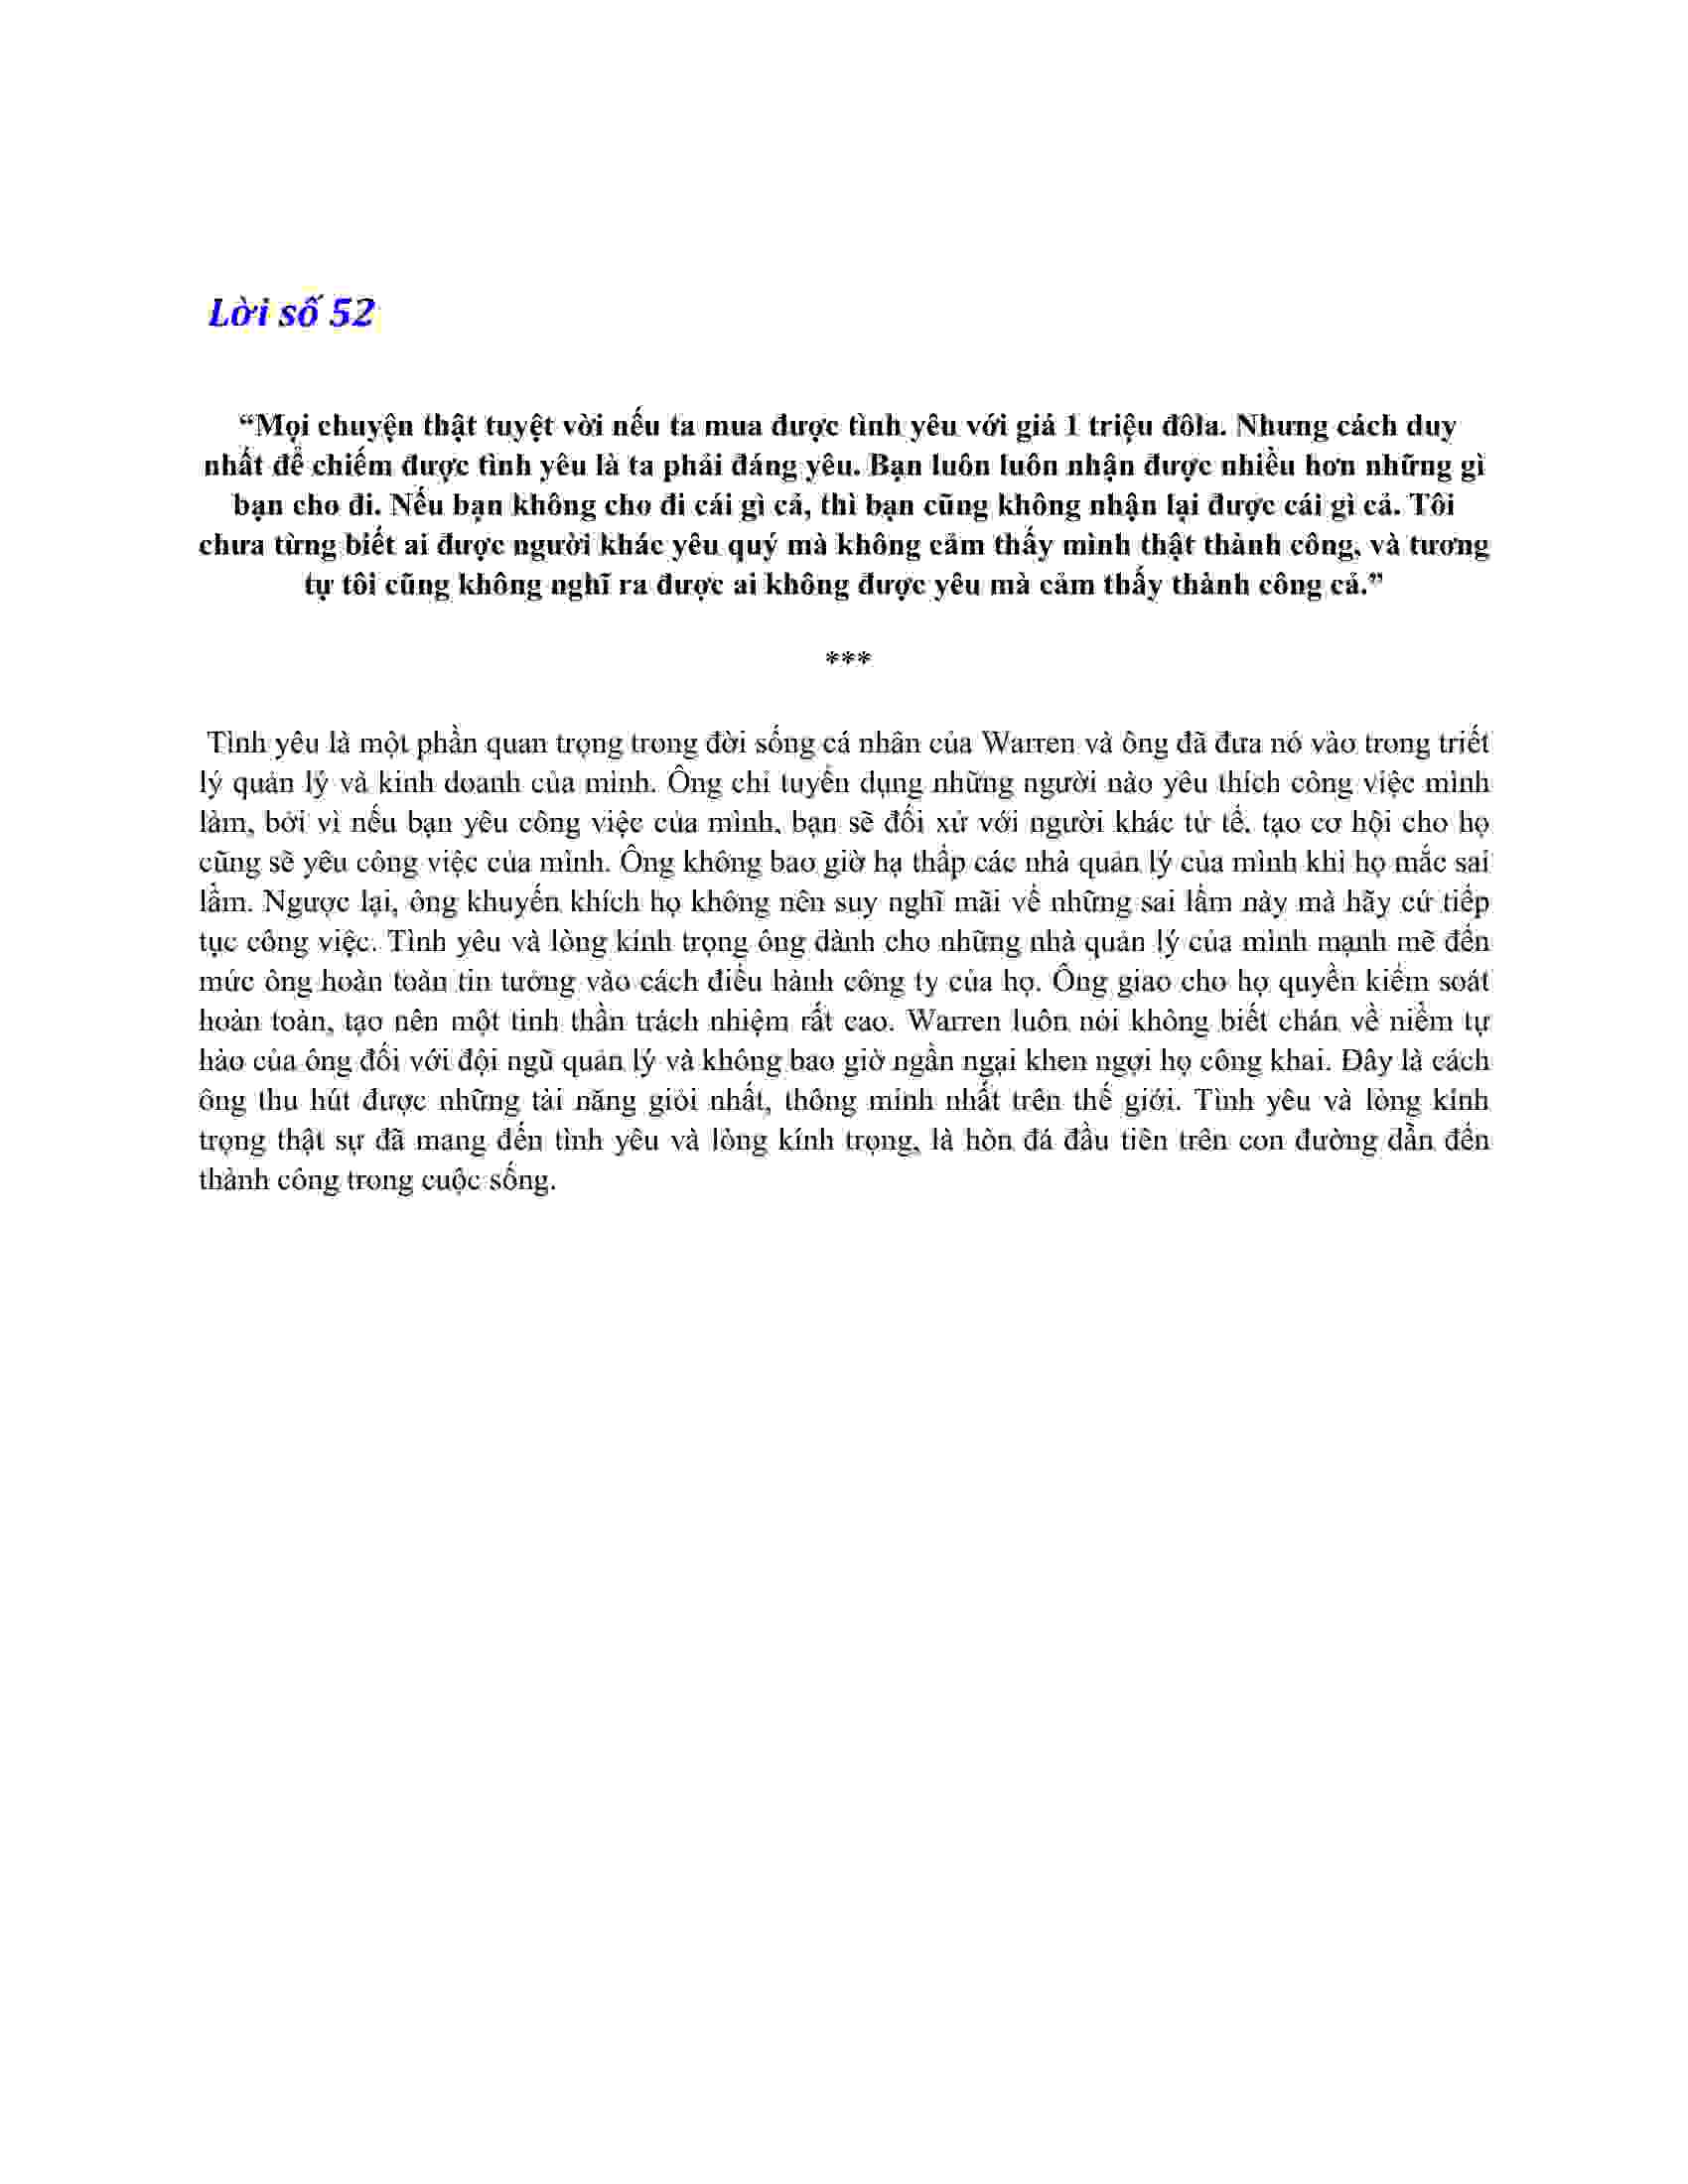 Lời số 52
“Mọi chuyện thật tuyệt vời nếu ta mua được tình yêu với giá 1 triệu đôla. Nhưng cách duy
nhất để chiếm được tình yêu là ta phải đáng yêu. Bạn luôn luôn nhận được nhiều hơn những gì
bạn cho đi. Nếu bạn không cho đi cái gì cả, thì bạn cũng không nhận lại được cái gì cả. Tôi
chưa từng biết ai được người khác yêu quý mà không cảm thấy mình thật thành công, và tương
tự tôi cũng không nghĩ ra được ai không được yêu mà cảm thấy thành công cả.”
***
Tình yêu là một phần quan trọng trong đời sống cá nhân của Warren và ông đã đưa nó vào trong triết
lý quản lý và kinh doanh của mình. Ông chỉ tuyển dụng những người nào yêu thích công việc mình
làm, bởi vì nếu bạn yêu công việc của mình, bạn sẽ đối xử với người khác tử tế, tạo cơ hội cho họ
cũng sẽ yêu công việc của mình. Ông không bao giờ hạ thấp các nhà quản lý của mình khi họ mắc sai
lầm. Ngược lại, ông khuyến khích họ không nên suy nghĩ mãi về những sai lầm này mà hãy cứ tiếp
tục công việc. Tình yêu và lòng kính trọng ông dành cho những nhà quản lý của mình mạnh mẽ đến
mức ông hoàn toàn tin tưởng vào cách điều hành công ty của họ. Ông giao cho họ quyền kiểm soát
hoàn toàn, tạo nên một tinh thần trách nhiệm rất cao. Warren luôn nói không biết chán về niềm tự
hào của ông đối với đội ngũ quản lý và không bao giờ ngần ngại khen ngợi họ công khai. Đây là cách
ông thu hút được những tài năng giỏi nhất, thông minh nhất trên thế giới. Tình yêu và lòng kính
trọng thật sự đã mang đến tình yêu và lòng kính trọng, là hòn đá đầu tiên trên con đường dẫn đến
thành công trong cuộc sống.